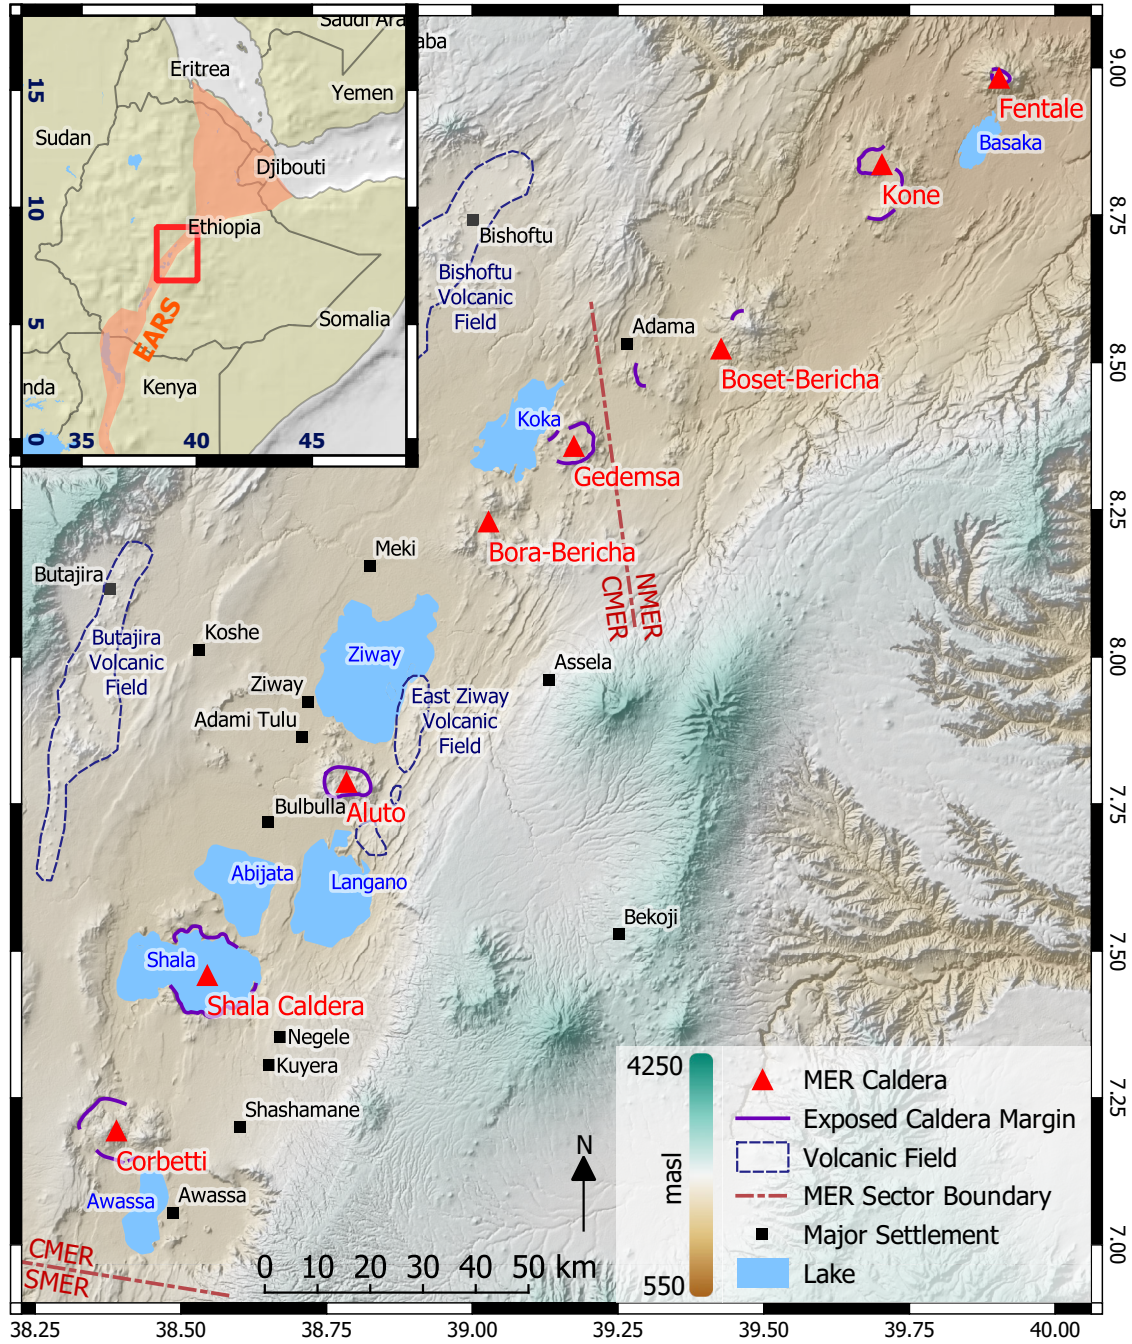 Saudi Ara
Eritrea
Yemen
Sudan
Djibouti
Ethiopia
Somalia
EARS
nda
Kenya
15
10
5
0
35
40
45
aba
Fentale
Basaka
Kone
Bishoftu
Bishoftu
Volcanic
Field
Adama
Boset-Bericha
Koka
Gedemsa
Bora-Bericha
Meki
NMER
CMER
Butajira
Butajira
Volcanic
Field
Koshe
Ziway
Assela
Ziway
Adami Tulu
East Ziway
Volcanic
Field
Bulbulla
Aluto
Abijata
Langano
Bekoji
Shala
Shala Caldera
Negele
Kuyera
Shashamane
Corbetti
Awassa
Awassa
CMER
SMER
N
0 10 20 30 40 50 km
4250
masl
550
MER Caldera
Exposed Caldera Margin
Volcanic Field
MER Sector Boundary
Major Settlement
Lake
9.00
8.75
8.50
8.25
8.00
7.75
7.50
7.25
7.00
38.25 38.50 38.75 39.00 39.25 39.50 39.75 40.00